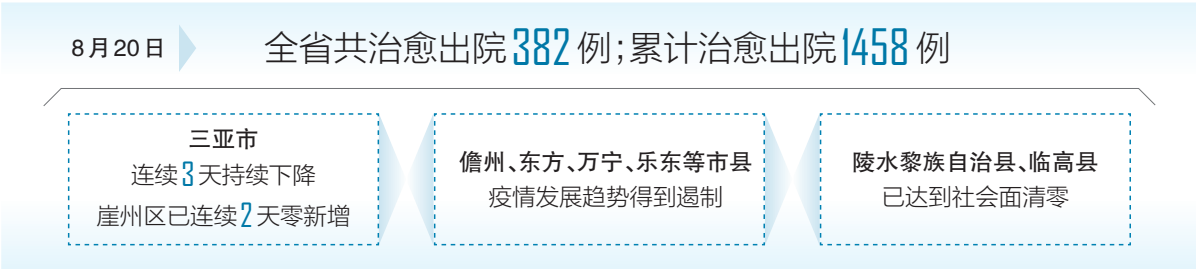 8月20日
全省共治愈出院382例;累计治愈出院1458例
三亚市
连续3天持续下降
崖州区已连续2天零新增
儋州、东方、万宁、乐东等市县
疫情发展趋势得到遏制
陵水黎族自治县、临高县
已达到社会面清零